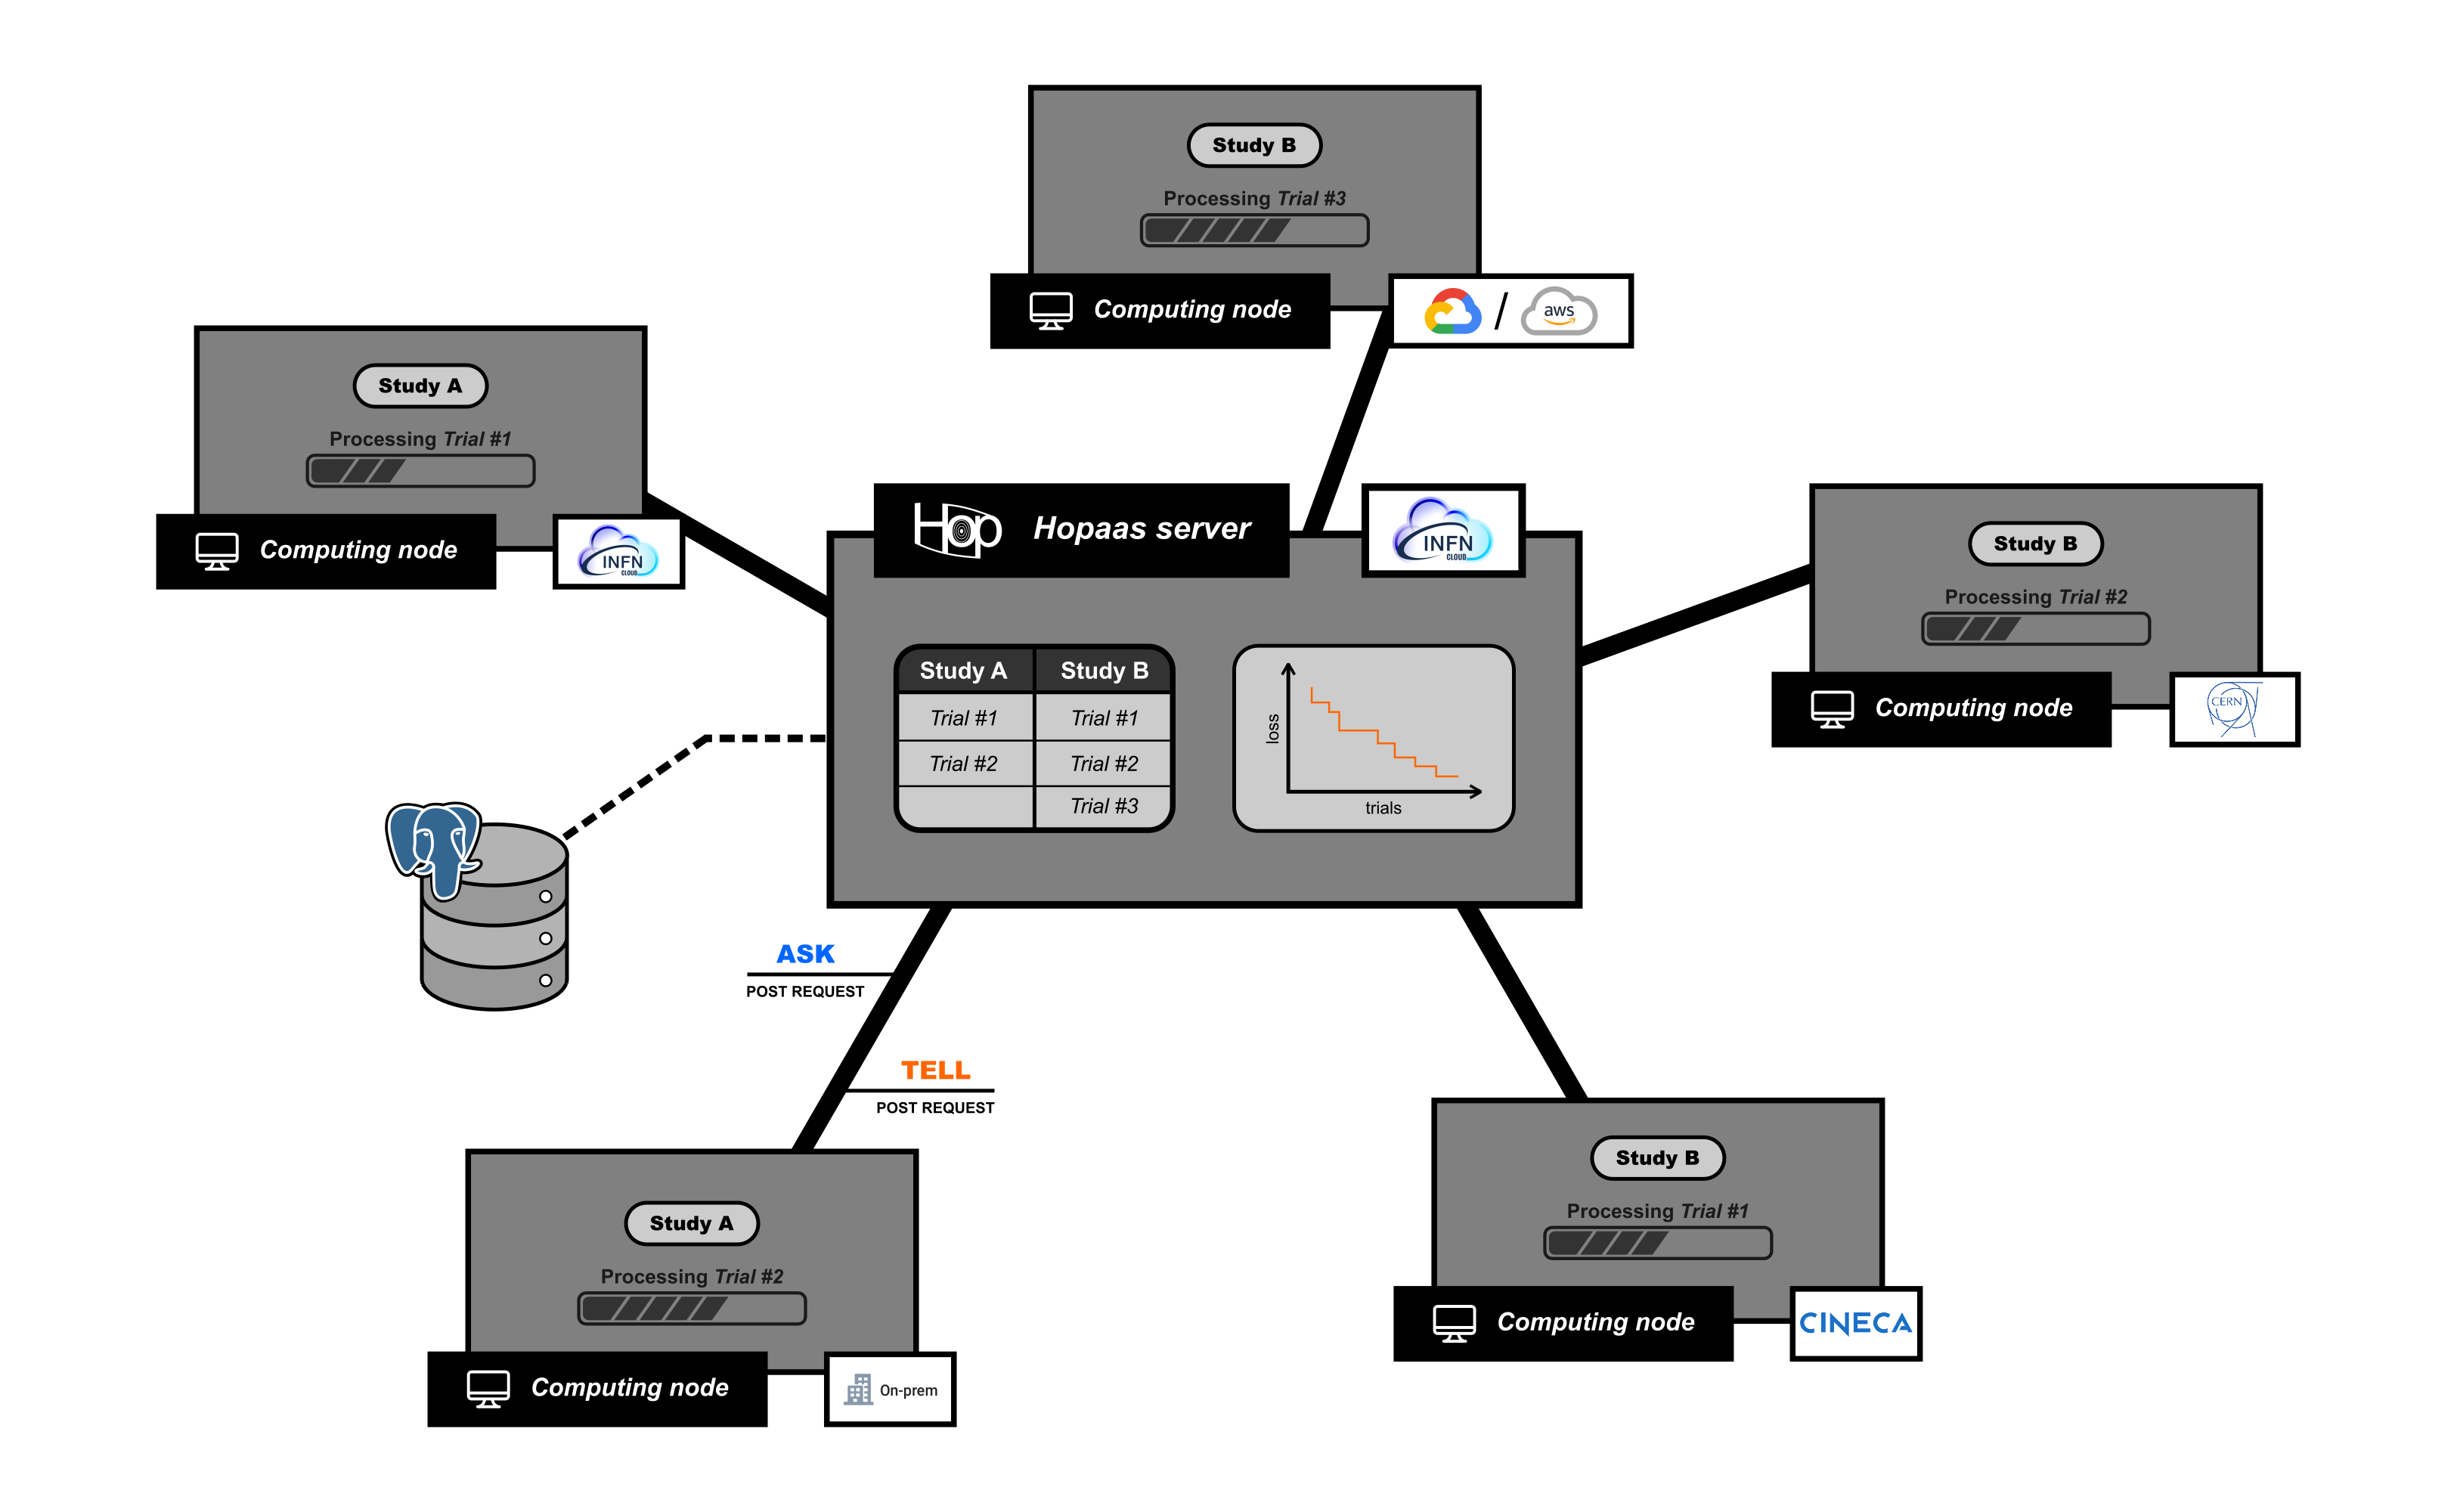 Study B
Processing Trial #3
Computing node
/
aws
Study A
Processing Trial #1
Computing node
INFN
CLOUD
Hop
Hopaas server
INFN
CLOUD
Study B
Processing Trial #2
Computing node
CERN
Study A
Study B
Trial #1
Trial #1
Trial #2
Trial #2
Trial #3
loss
trials
ASK
POST REQUEST
TELL
POST REQUEST
Study A
Processing Trial #2
Computing node
On-prem
Study B
Processing Trial #1
Computing node
CINECA